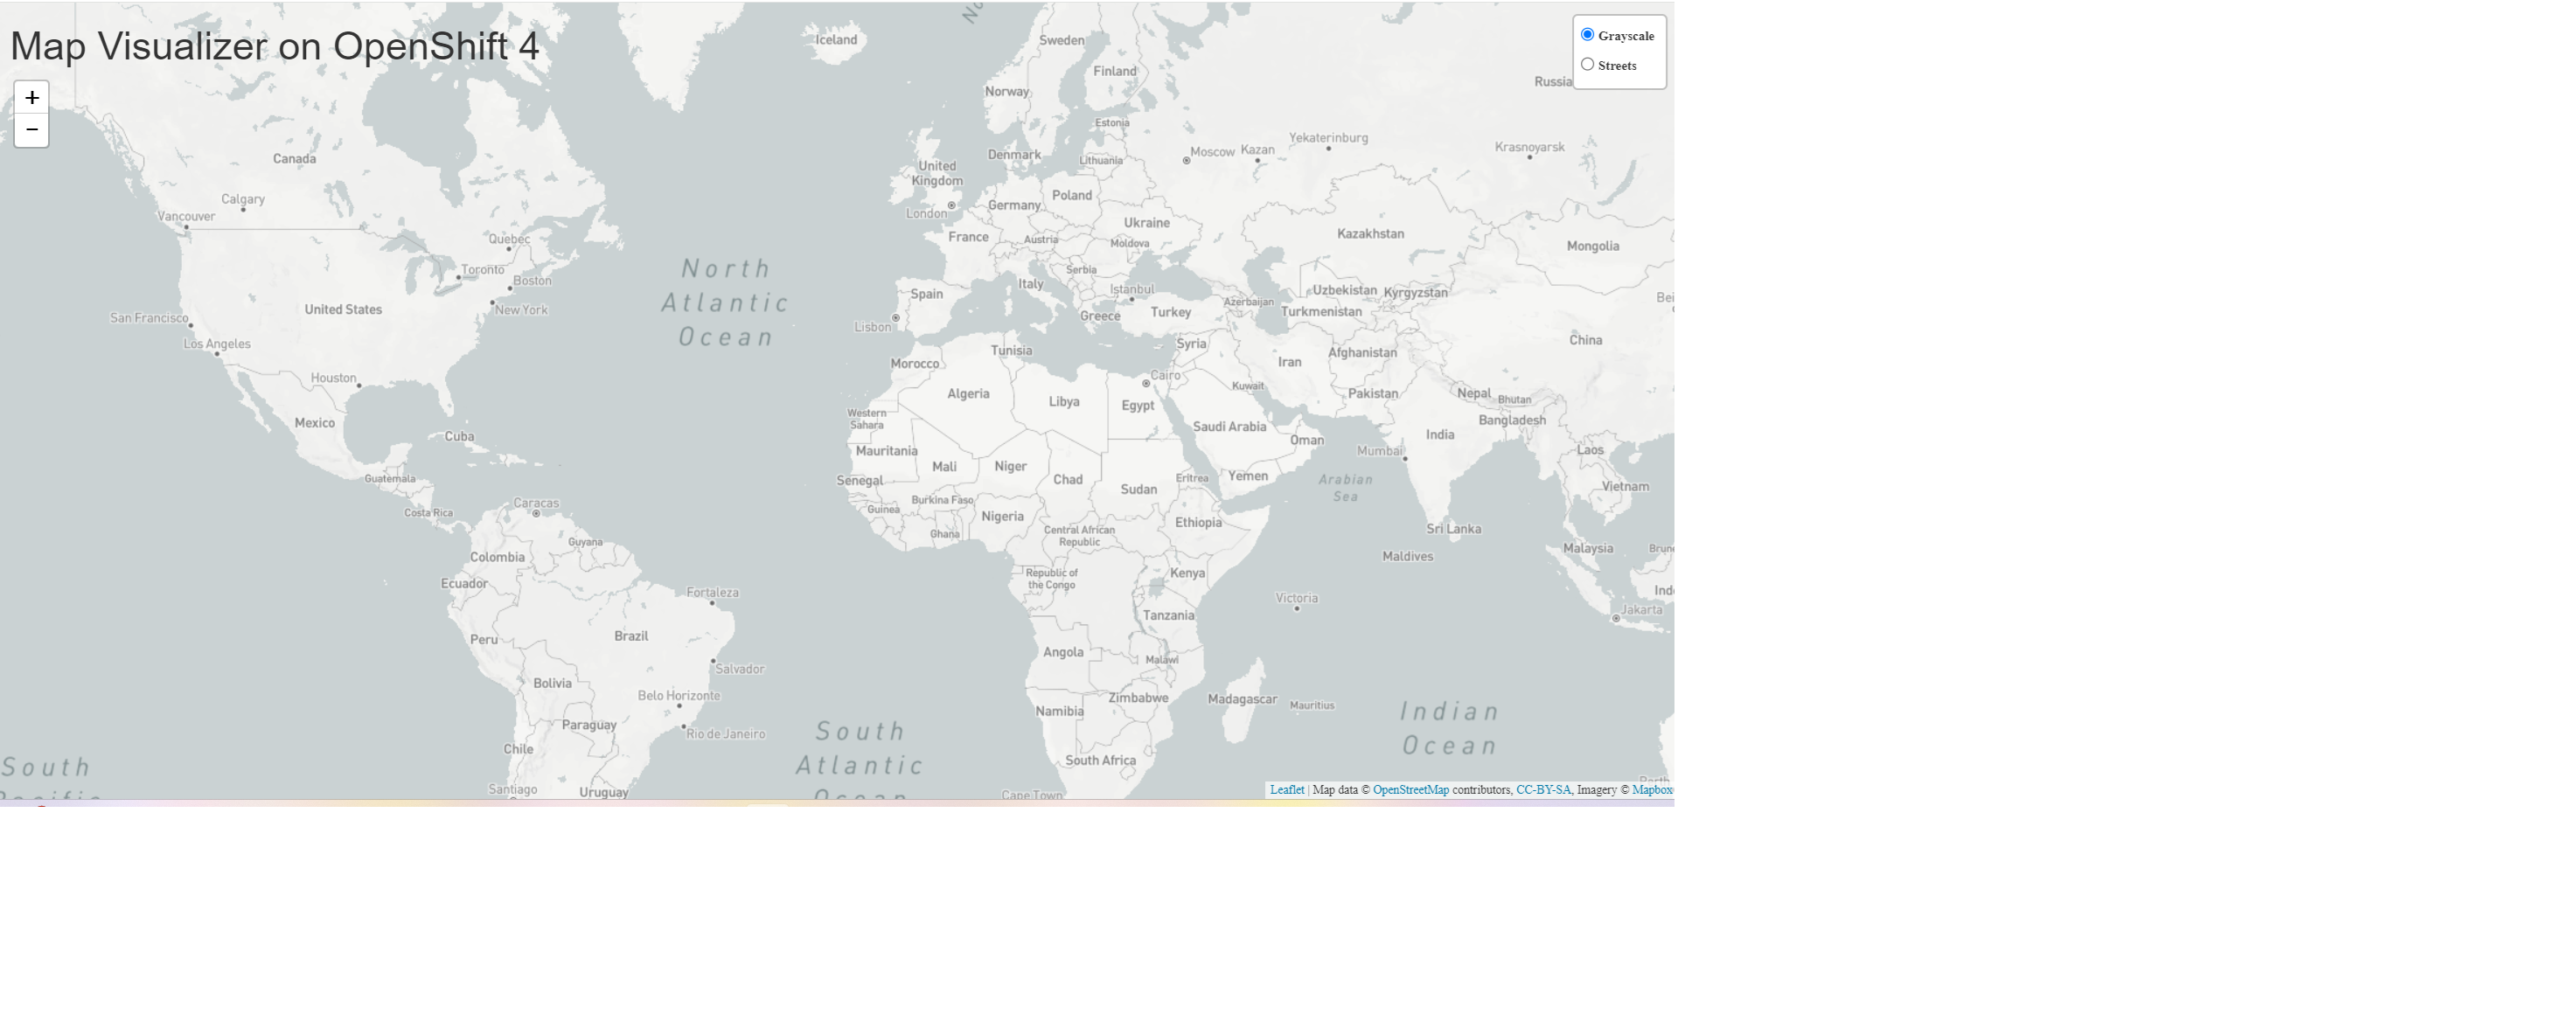 Map Visualizer on OpenShift 4
+
−
Grayscale
Streets
Iceland
Sweden
Finland
Norway
Russia
Estonia
Denmark
Lithuania
Moscow
Kazan
Yekaterinburg
Krasnoyarsk
United
Kingdom
London
Canada
Calgary
Vancouver
Germany
Poland
Ukraine
France
Austria
Moldova
Kazakhstan
Mongolia
Quebec
Toronto
Boston
New York
North
Atlantic
Ocean
Serbia
Italy
Spain
Istanbul
Greece
Turkey
Azerbaijan
Uzbekistan
Kyrgyzstan
Turkmenistan
Lisbon
United States
San Francisco
Los Angeles
Houston
Mexico
Tunisia
Morocco
Syria
Iran
Afghanistan
China
Cairo
Kuwait
Algeria
Libya
Egypt
Pakistan
Nepal
Bhutan
Bangladesh
Western
Sahara
Saudi Arabia
Oman
India
Mumbai
Laos
Cuba
Mauritania
Mali
Niger
Chad
Sudan
Eritrea
Yemen
Arabian
Sea
Vietnam
Guatemala
Senegal
Burkina Faso
Guinea
Ghana
Nigeria
Central African
Republic
Ethiopia
Sri Lanka
Caracas
Costa Rica
Maldives
Malaysia
Guyana
Colombia
Ecuador
Republic of
the Congo
Kenya
Victoria
Jakarta
Tanzania
Fortaleza
Peru
Brazil
Angola
Malawi
Salvador
Bolivia
Belo Horizonte
Zimbabwe
Madagascar
Mauritius
Namibia
Indian
Ocean
Paraguay
Rio de Janeiro
South
Atlantic
Ocean
Chile
South Africa
South
Pacific
Santiago
Uruguay
Cape Town
Perth
Leaflet | Map data © OpenStreetMap contributors, CC-BY-SA, Imagery © Mapbox